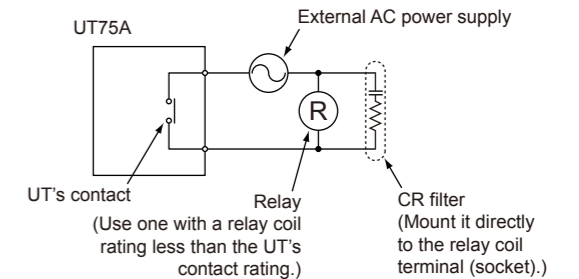 External AC power supply
UT75A
R
UT's contact
Relay
(Use one with a relay coil
rating less than the UT's
contact rating.)
CR filter
(Mount it directly
to the relay coil
terminal (socket).)